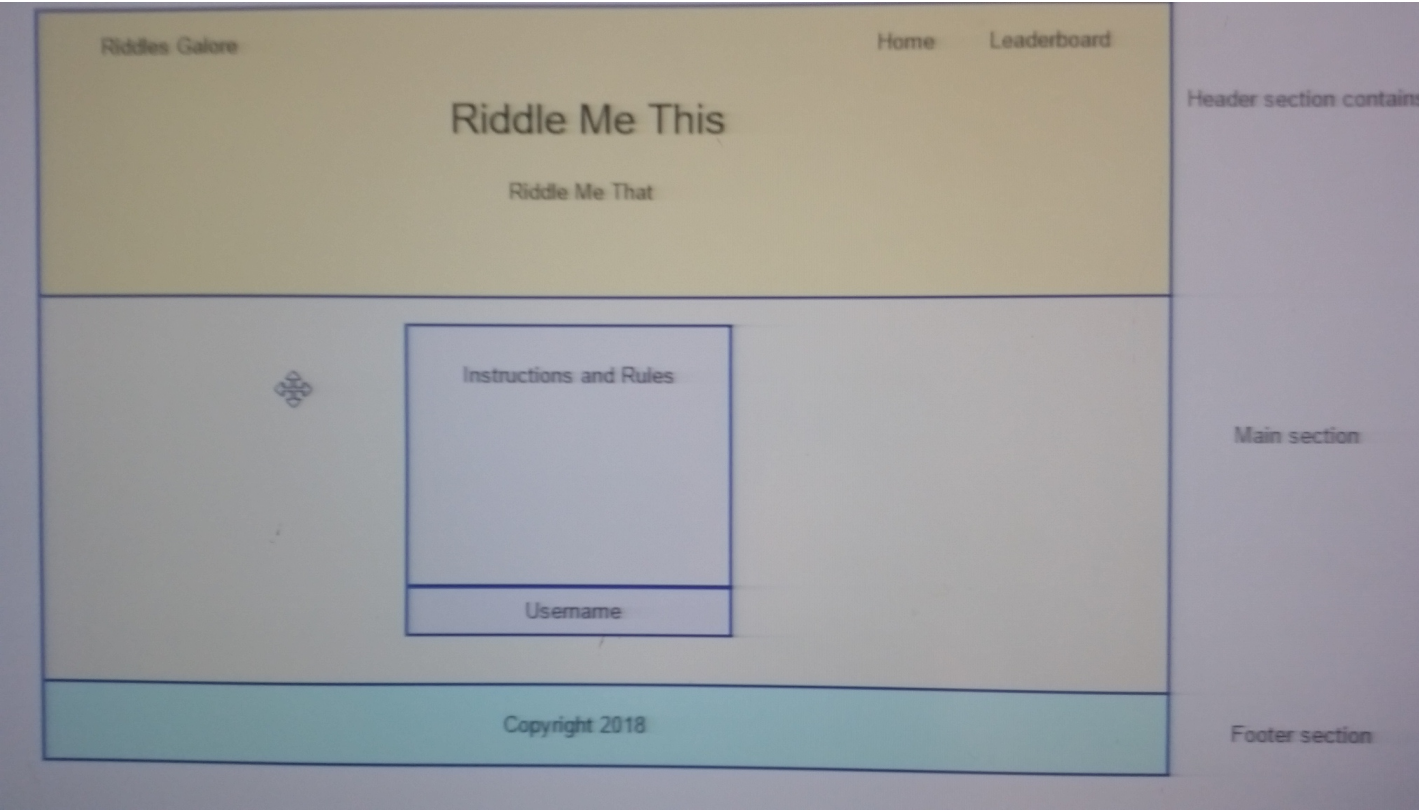 Riddles Galore Home Leaderboard
Riddle Me This
Riddle Me That
Header section contains
Instructions and Rules
Main section
Username
Copyright 2018
Footer section